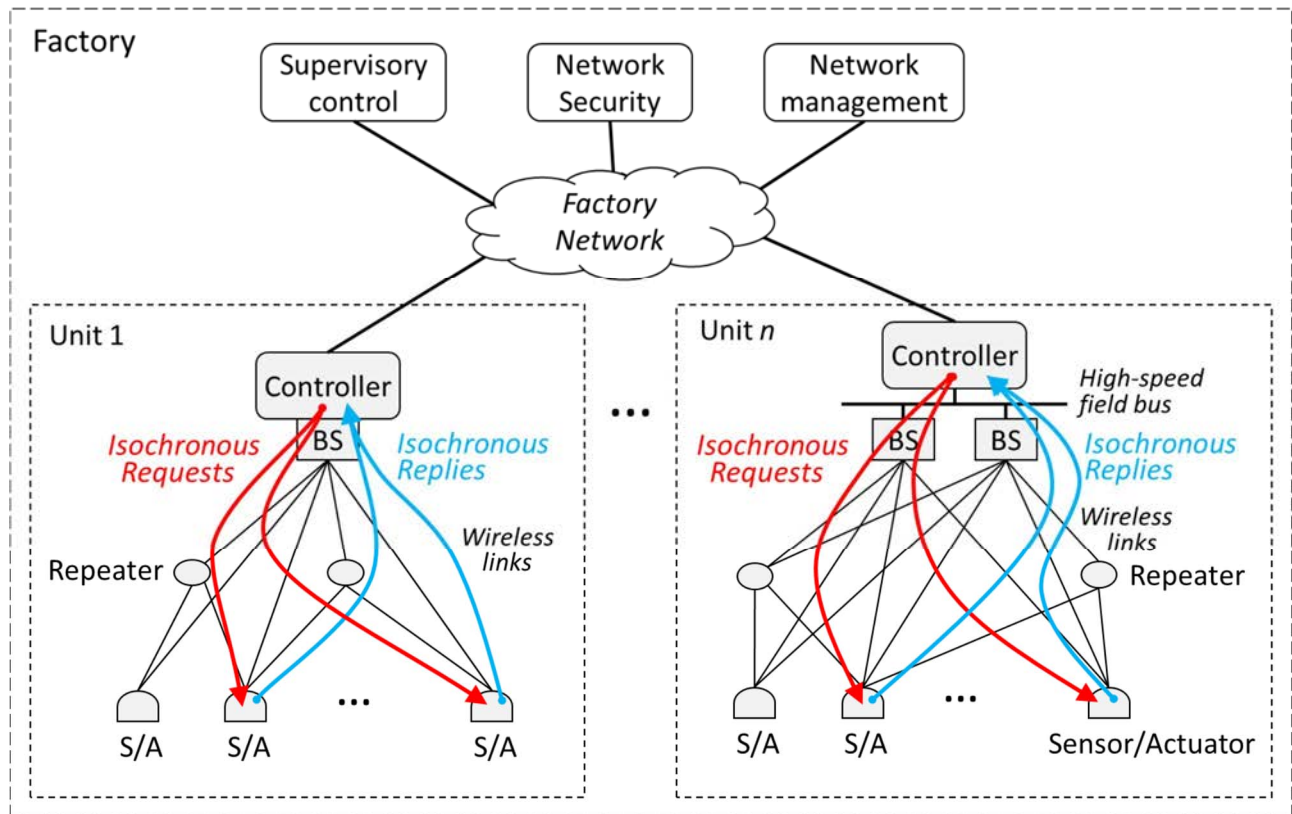 Factory
Supervisory
control
Network
Security
Network
management
Factory
Network
Unit 1
Controller
BS
Isochronous
Requests
Isochronous
Replies
Wireless
links
Repeater
...
S/A
S/A
S/A
...
Unit n
Controller
High-speed
field bus
BS
BS
Isochronous
Requests
Isochronous
Replies
Wireless
links
Repeater
...
S/A
S/A
Sensor/Actuator